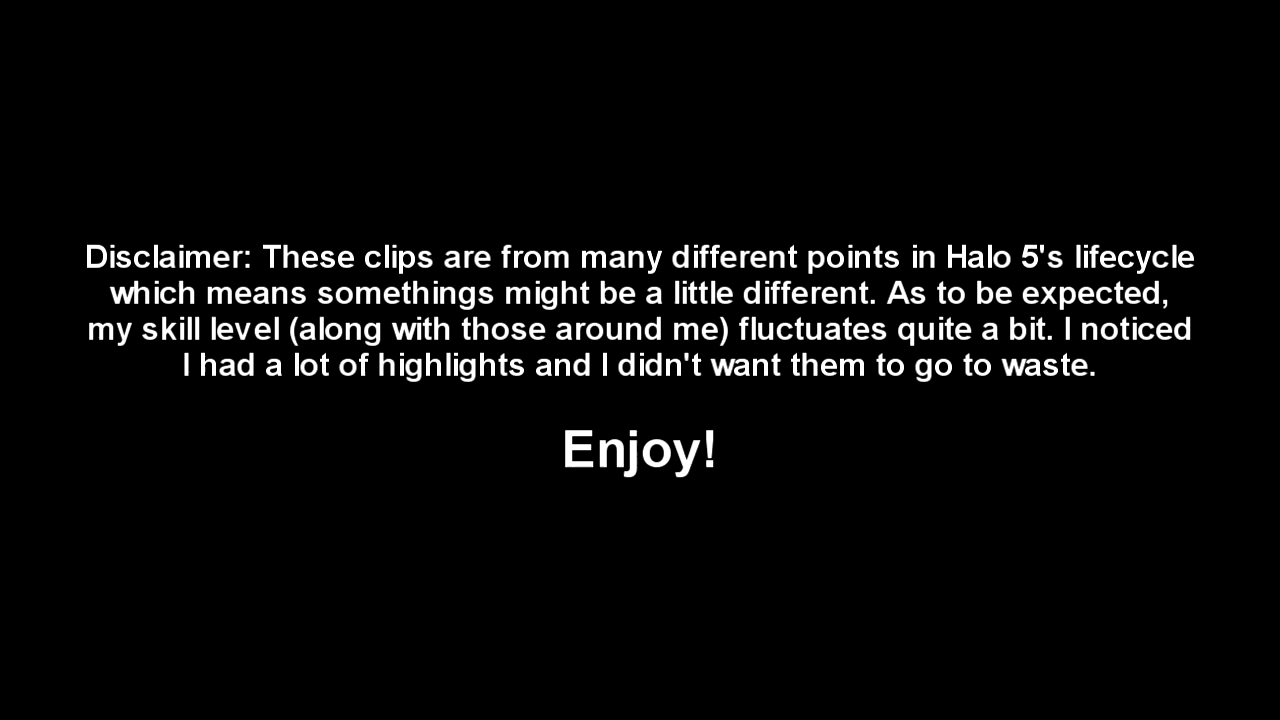 Disclaimer: These clips are from many different points in Halo 5's lifecycle
which means somethings might be a little different. As to be expected,
my skill level (along with those around me) fluctuates quite a bit. I noticed
I had a lot of highlights and I didn't want them to go to waste.
Enjoy!